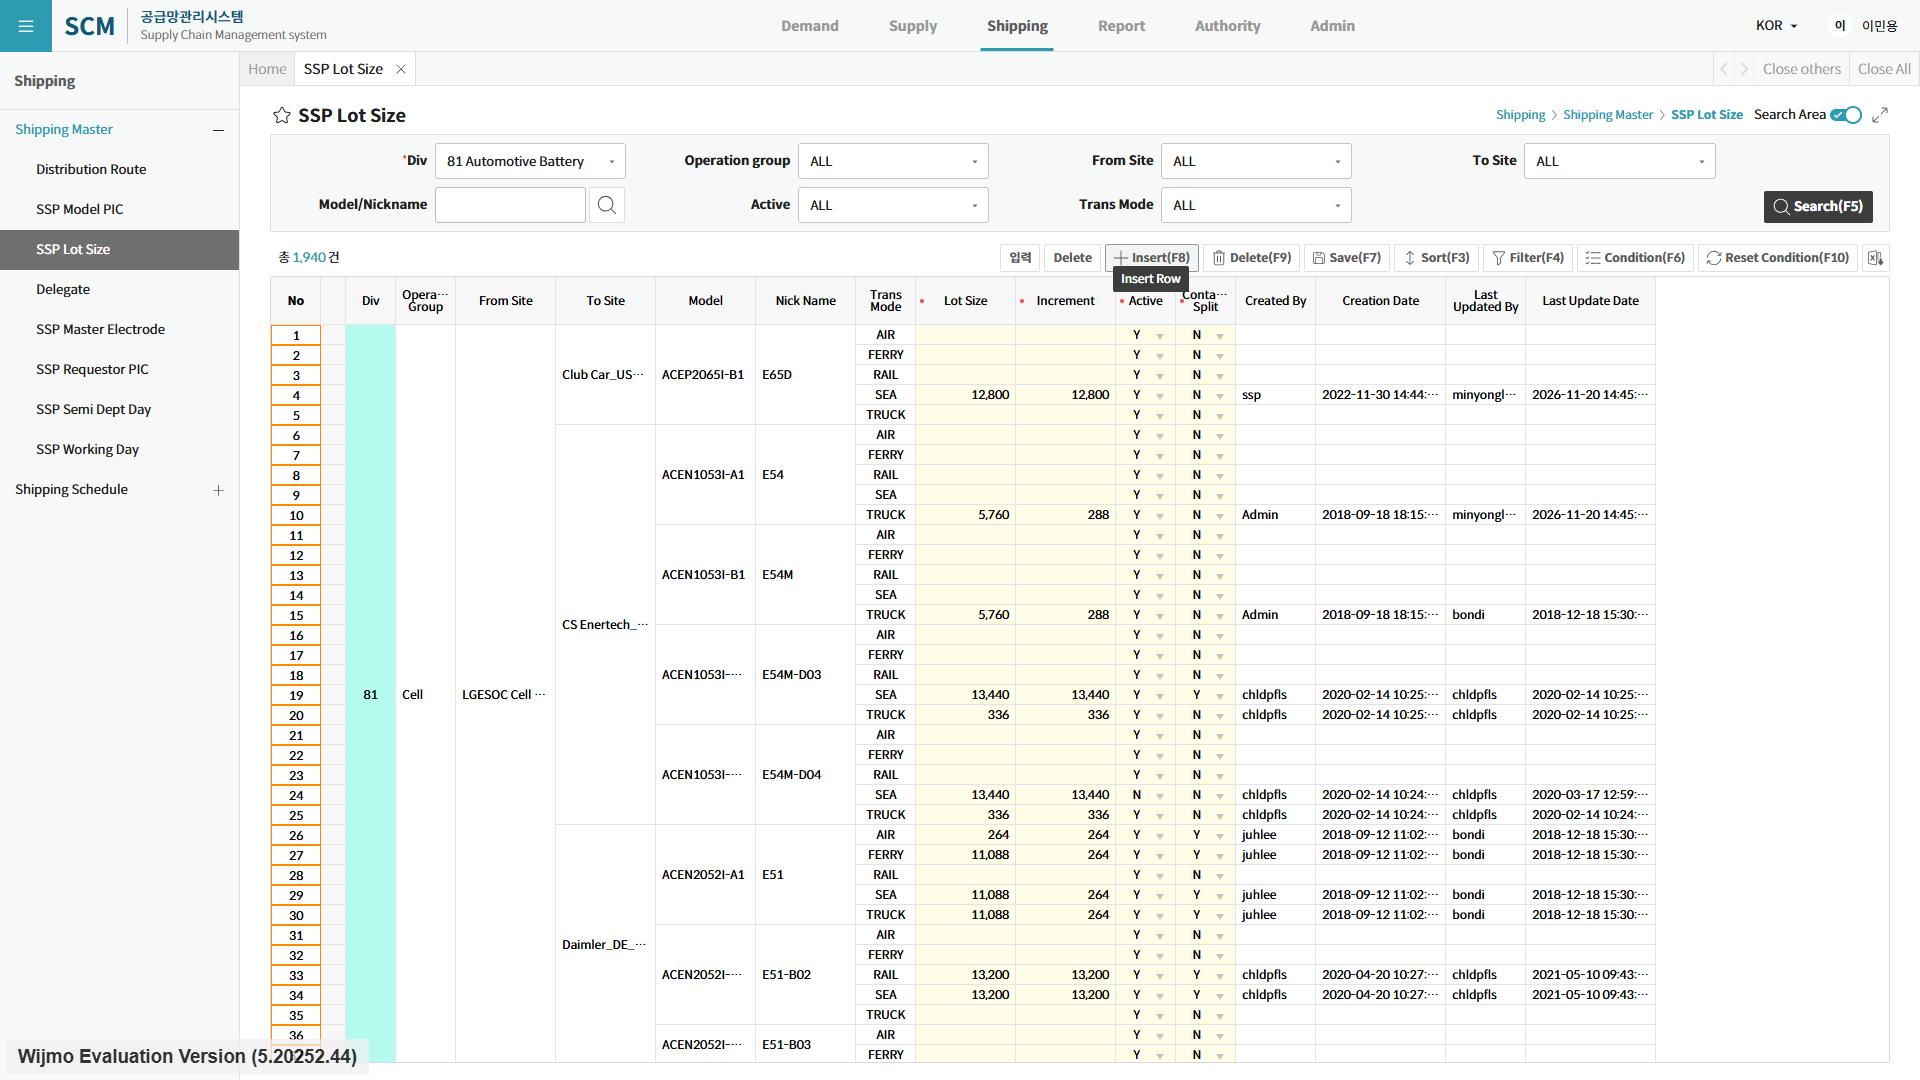 SCM 공급망관리시스템
Supply Chain Management system
Demand Supply Shipping Report Authority Admin
KOR 이 이민용
Shipping
Home SSP Lot Size Close others Close All
Shipping Master
Distribution Route
SSP Model PIC
SSP Lot Size
Delegate
SSP Master Electrode
SSP Requestor PIC
SSP Semi Dept Day
SSP Working Day
Shipping Schedule
SSP Lot Size
Shipping > Shipping Master > SSP Lot Size Search Area
*Div 81 Automotive Battery Operation group ALL From Site ALL To Site ALL
Model/Nickname Active ALL Trans Mode ALL Search(F5)
총 1,940 건
입력 Delete Insert(F8) Delete(F9) Save(F7) Sort(F3) Filter(F4) Condition(F6) Reset Condition(F10)
Insert Row
No Div Opera··· Group From Site To Site Model Nick Name Trans Mode Lot Size Increment Active Conta··· Split Created By Creation Date Last Updated By Last Update Date
81 Cell LGESOC Cell ···
Club Car_US··· ACEP2065I-B1 E65D
1 AIR Y N
2 FERRY Y N
3 RAIL Y N
4 SEA 12,800 12,800 Y N ssp 2022-11-30 14:44:··· minyongl··· 2026-11-20 14:45:···
5 TRUCK Y N
CS Enertech_···
ACEN1053I-A1 E54
6 AIR Y N
7 FERRY Y N
8 RAIL Y N
9 SEA Y N
10 TRUCK 5,760 288 Y N Admin 2018-09-18 18:15:··· minyongl··· 2026-11-20 14:45:···
ACEN1053I-B1 E54M
11 AIR Y N
12 FERRY Y N
13 RAIL Y N
14 SEA Y N
15 TRUCK 5,760 288 Y N Admin 2018-09-18 18:15:··· bondi 2018-12-18 15:30:···
ACEN1053I-··· E54M-D03
16 AIR Y N
17 FERRY Y N
18 RAIL Y N
19 SEA 13,440 13,440 Y Y chldpfls 2020-02-14 10:25:··· chldpfls 2020-02-14 10:25:···
20 TRUCK 336 336 Y N chldpfls 2020-02-14 10:25:··· chldpfls 2020-02-14 10:25:···
ACEN1053I-··· E54M-D04
21 AIR Y N
22 FERRY Y N
23 RAIL Y N
24 SEA 13,440 13,440 N N chldpfls 2020-02-14 10:24:··· chldpfls 2020-03-17 12:59:···
25 TRUCK 336 336 Y N chldpfls 2020-02-14 10:24:··· chldpfls 2020-02-14 10:24:···
Daimler_DE_···
ACEN2052I-A1 E51
26 AIR 264 264 Y Y juhlee 2018-09-12 11:02:··· bondi 2018-12-18 15:30:···
27 FERRY 11,088 264 Y Y juhlee 2018-09-12 11:02:··· bondi 2018-12-18 15:30:···
28 RAIL Y N
29 SEA 11,088 264 Y Y juhlee 2018-09-12 11:02:··· bondi 2018-12-18 15:30:···
30 TRUCK 11,088 264 Y Y juhlee 2018-09-12 11:02:··· bondi 2018-12-18 15:30:···
ACEN2052I-··· E51-B02
31 AIR Y N
32 FERRY Y N
33 RAIL 13,200 13,200 Y Y chldpfls 2020-04-20 10:27:··· chldpfls 2021-05-10 09:43:···
34 SEA 13,200 13,200 Y Y chldpfls 2020-04-20 10:27:··· chldpfls 2021-05-10 09:43:···
35 TRUCK Y N
ACEN2052I-··· E51-B03
36 AIR Y N
FERRY Y N
Wijmo Evaluation Version (5.20252.44)